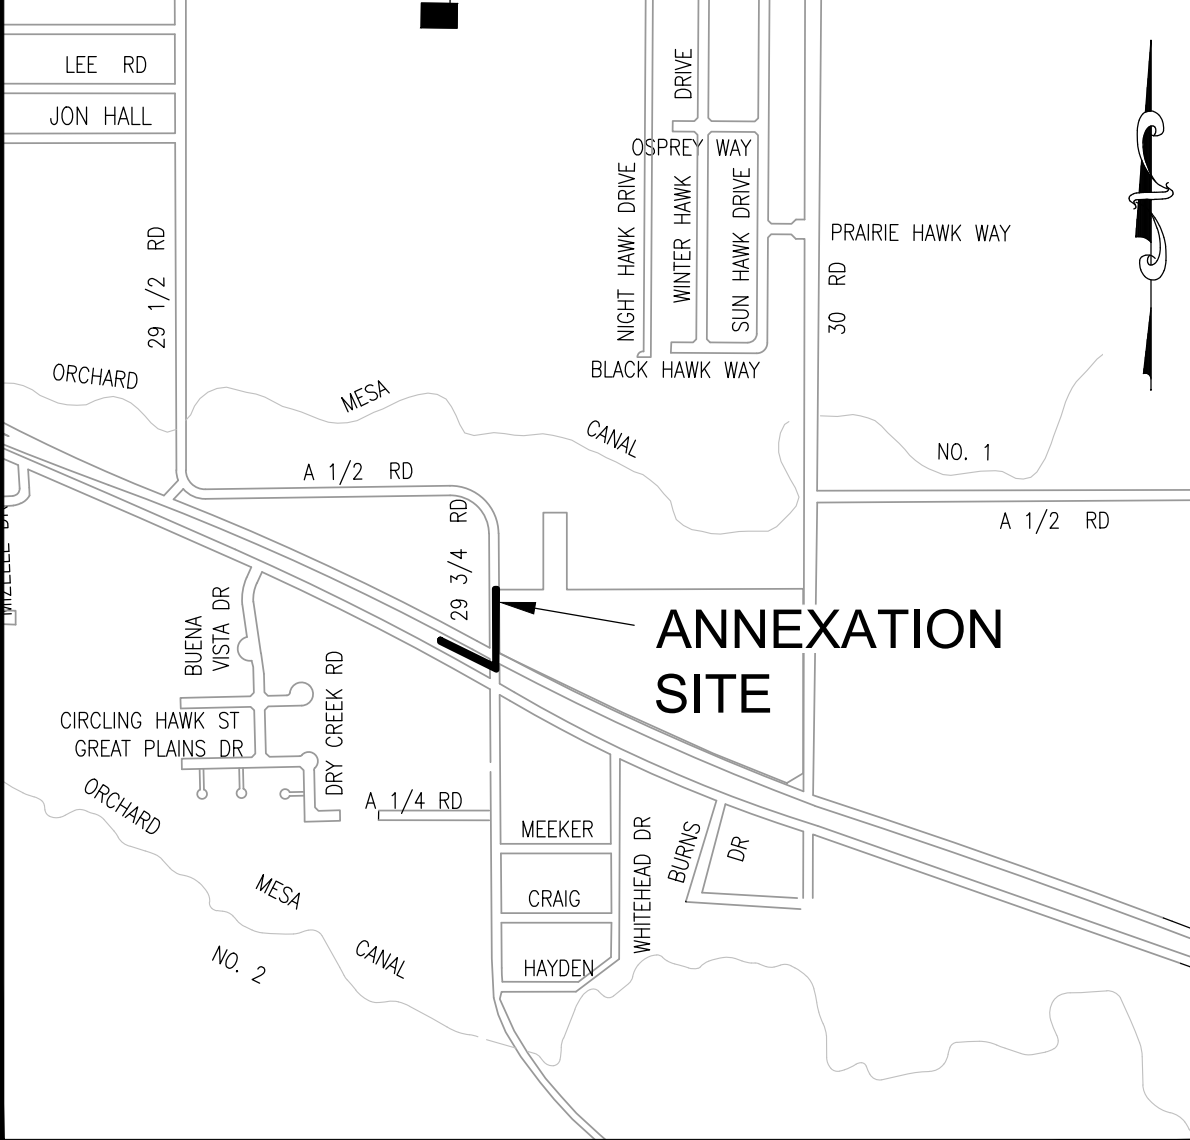 LEE RD
JON HALL
29 1/2 RD
DRIVE
OSPREY WAY
NIGHT HAWK DRIVE
WINTER HAWK
SUN HAWK DRIVE
PRAIRIE HAWK WAY
30 RD
BLACK HAWK WAY
ORCHARD
MESA
CANAL
NO. 1
A 1/2 RD
A 1/2 RD
29 3/4 RD
ANNEXATION
SITE
BUENA
VISTA DR
DRY CREEK RD
CIRCLING HAWK ST
GREAT PLAINS DR
A 1/4 RD
ORCHARD
MESA
CANAL
NO. 2
MEEKER
CRAIG
HAYDEN
WHITEHEAD DR
BURNS
DR